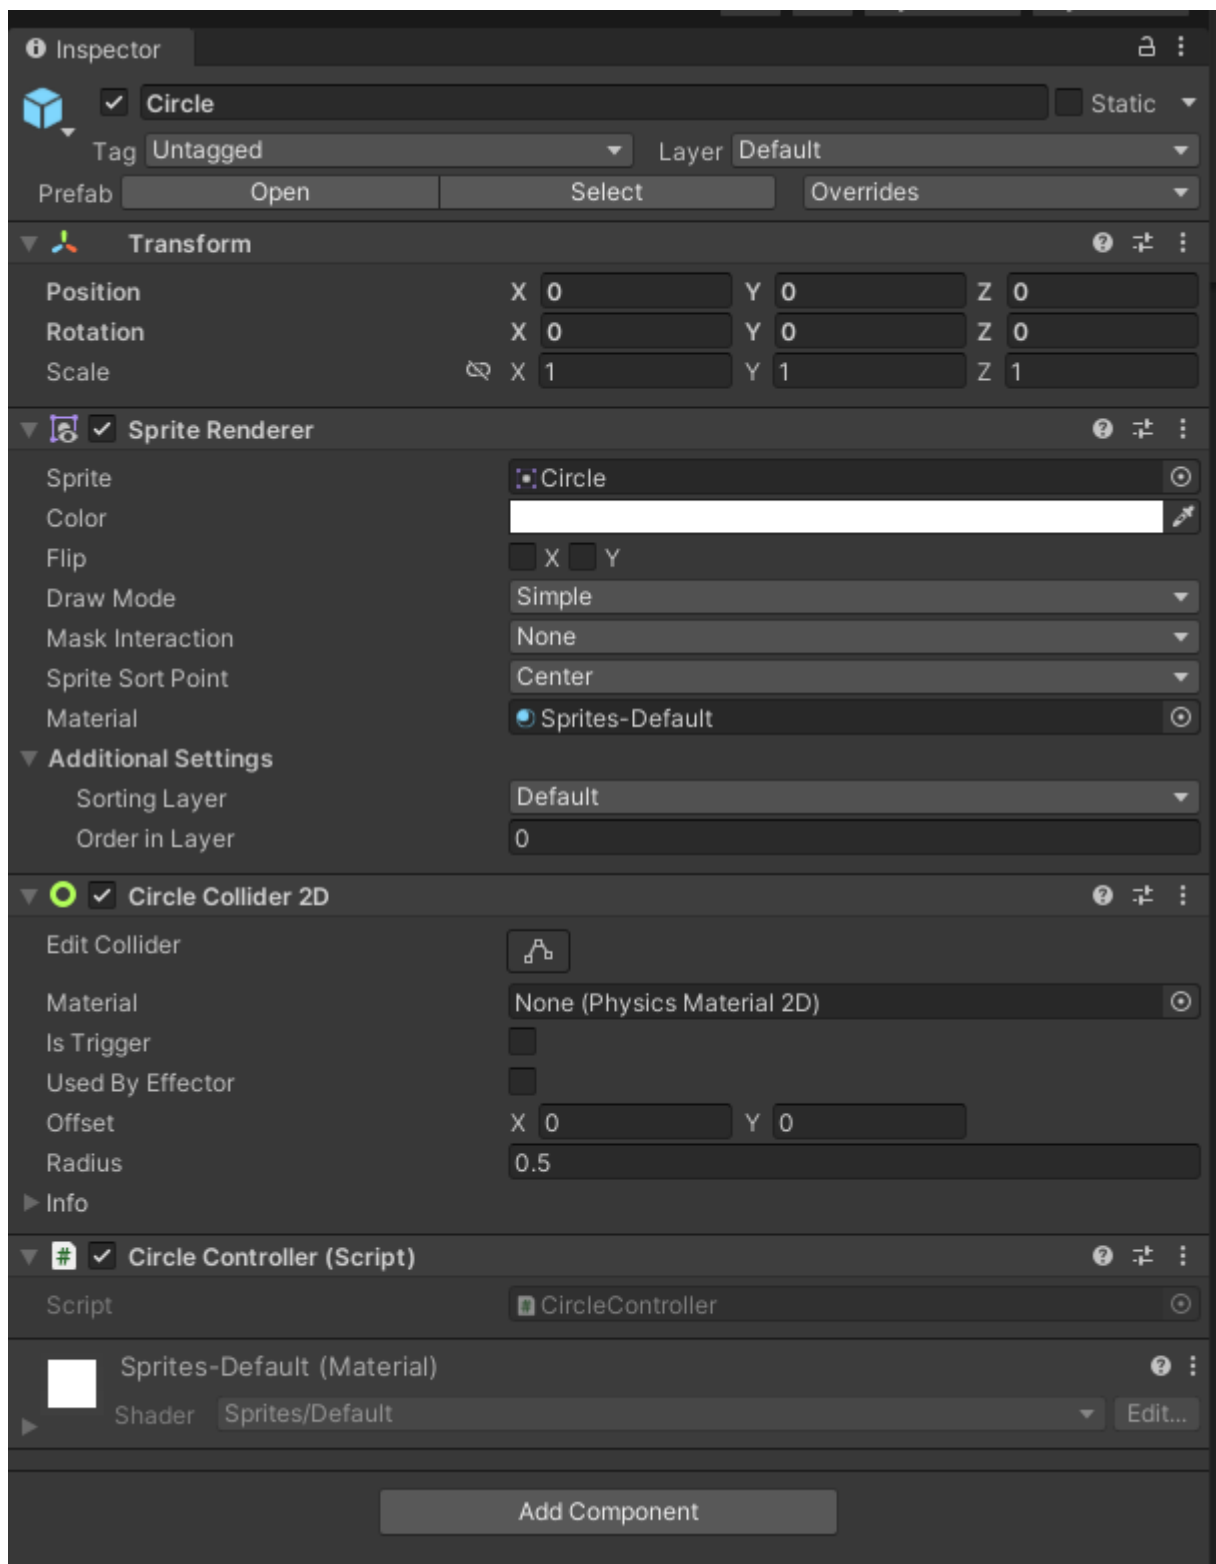 Inspector
Circle Static
Tag Untagged Layer Default
Prefab Open Select Overrides
Transform
Position X 0 Y 0 Z 0
Rotation X 0 Y 0 Z 0
Scale X 1 Y 1 Z 1
Sprite Renderer
Sprite Circle
Color
Flip X Y
Draw Mode Simple
Mask Interaction None
Sprite Sort Point Center
Material Sprites-Default
Additional Settings
Sorting Layer Default
Order in Layer 0
Circle Collider 2D
Edit Collider
Material None (Physics Material 2D)
Is Trigger
Used By Effector
Offset X 0 Y 0
Radius 0.5
Info
# Circle Controller (Script)
Script # CircleController
Sprites-Default (Material)
Shader Sprites/Default Edit...
Add Component